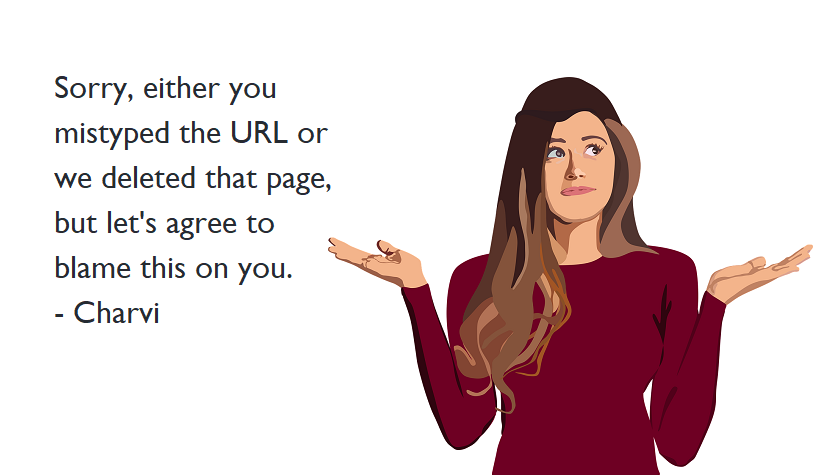 Sorry, either you
mistyped the URL or
we deleted that page,
but let's agree to
blame this on you.
- Charvi